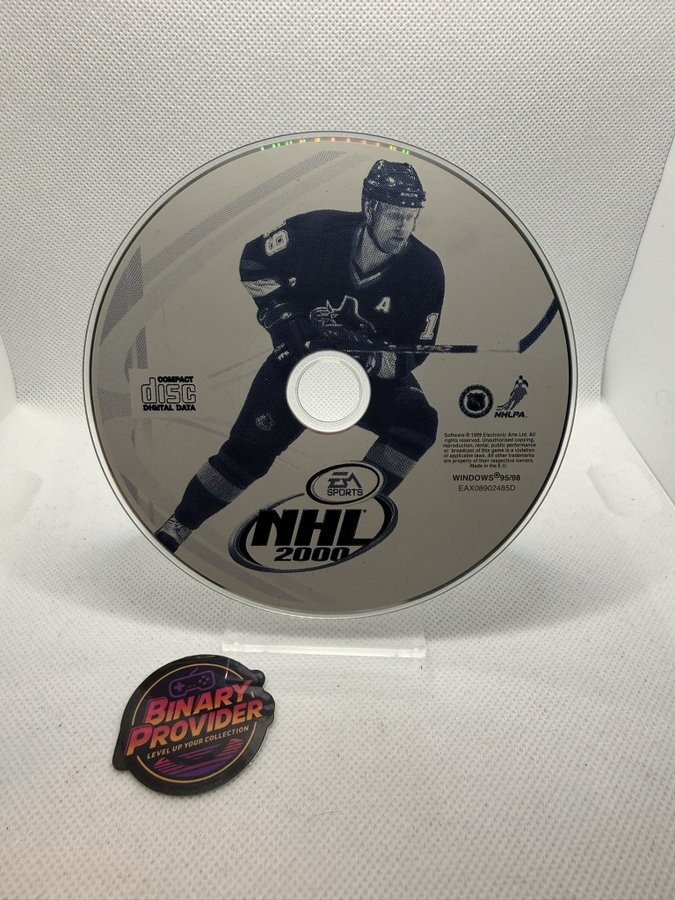 19
A
1
COMPACT
disc
DIGITAL DATA
NHLPA
Software © 1999 Electronic Arts Ltd. All
rights reserved. Unauthorised copying,
reproduction, rental, public performance
or broadcast of this game is a violation
of applicable laws. All other trademarks
are property of their respective owners.
Made in the E.U.
WINDOWS® 95/98
EAX08902485D
EA
SPORTS
NHL
2000
BINARY
PROVIDER
LEVEL UP YOUR COLLECTION